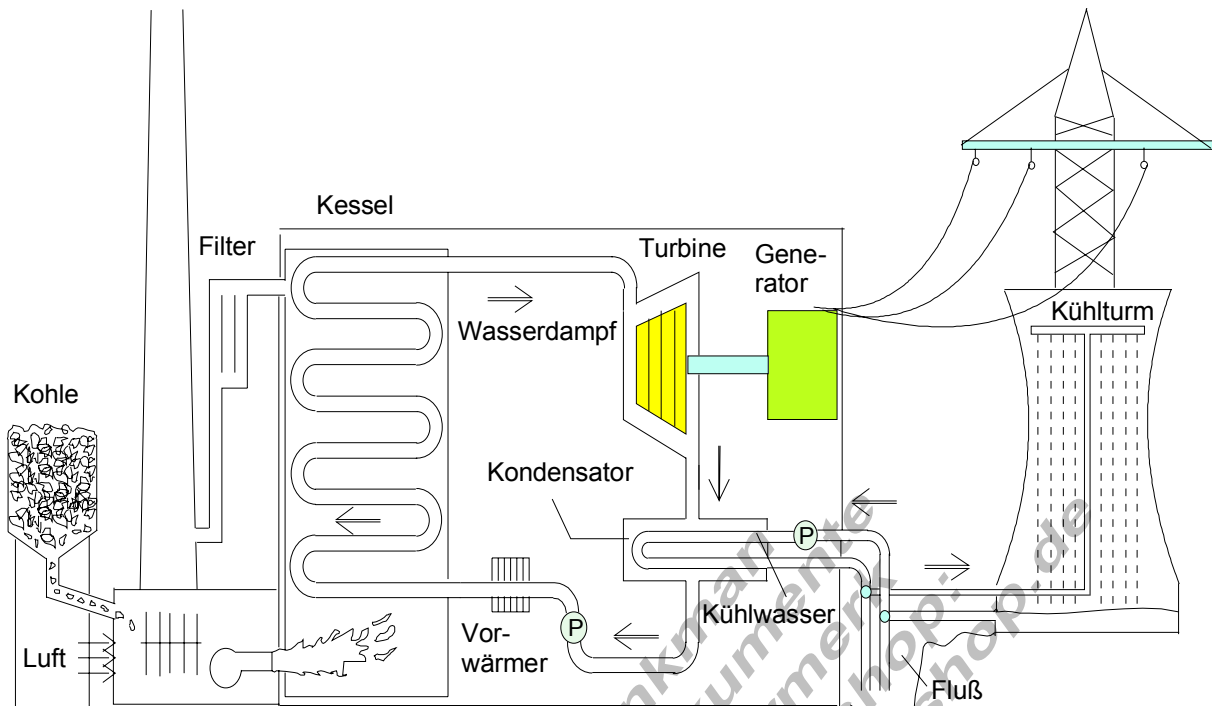 Kessel
Filter
Turbine
Gene-
rator
Wasserdampf
Kühlturm
Kohle
Kondensator
P
Kühlwasser
Vor-
wärmer
P
Luft
Fluß